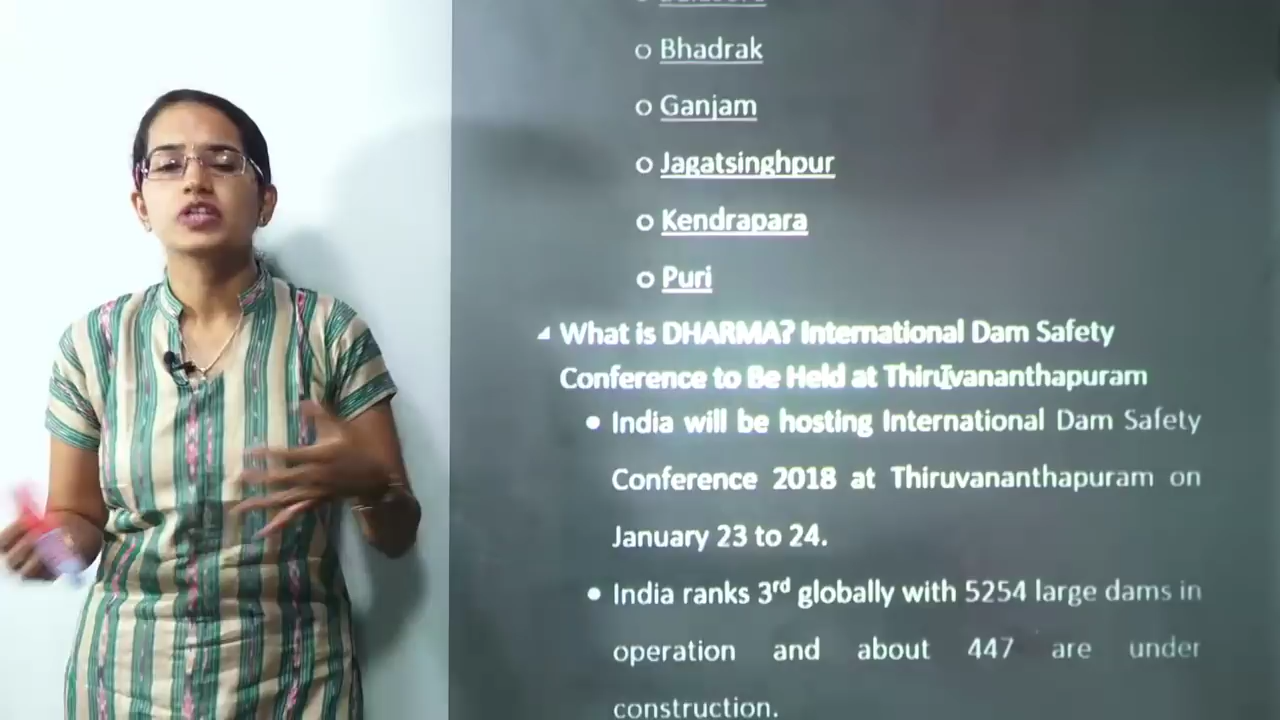 Bhadrak
Ganjam
Jagatsinghpur
Kendrapara
Puri
What is DHARMA? International Dam Safety
Conference to Be Held at Thiruvananthapuram
India will be hosting International Dam Safety
Conference 2018 at Thiruvananthapuram on
January 23 to 24.
India ranks 3rd globally with 5254 large dams in
operation and about 447 are under
construction.